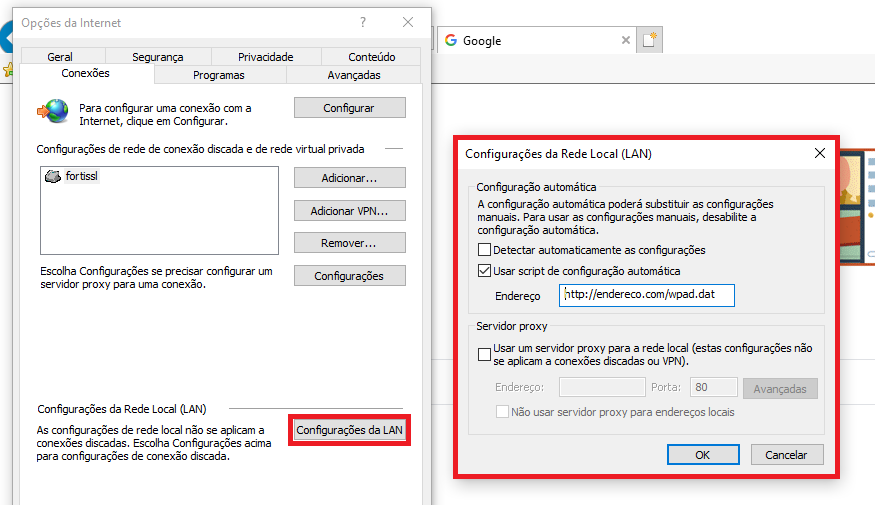 Opções da Internet
?
Geral
Segurança
Privacidade
Conteúdo
Conexões
Programas
Avançadas
Para configurar uma conexão com a
Internet, clique em Configurar.
Configurar
Configurações de rede de conexão discada e de rede virtual privada
fortissl
Adicionar...
Adicionar VPN...
Remover...
Escolha Configurações se precisar configurar um
servidor proxy para uma conexão.
Configurações
Configurações da Rede Local (LAN)
As configurações de rede local não se aplicam a
conexões discadas. Escolha Configurações acima
para configurações de conexão discada.
Configurações da LAN
Google
Configurações da Rede Local (LAN)
Configuração automática
A configuração automática poderá substituir as configurações
manuais. Para usar as configurações manuais, desabilite a
configuração automática.
Detectar automaticamente as configurações
Usar script de configuração automática
Endereço
http://endereco.com/wpad.dat
Servidor proxy
Usar um servidor proxy para a rede local (estas configurações não
se aplicam a conexões discadas ou VPN).
Endereço:
Porta:
80
Avançadas
Não usar servidor proxy para endereços locais
OK
Cancelar